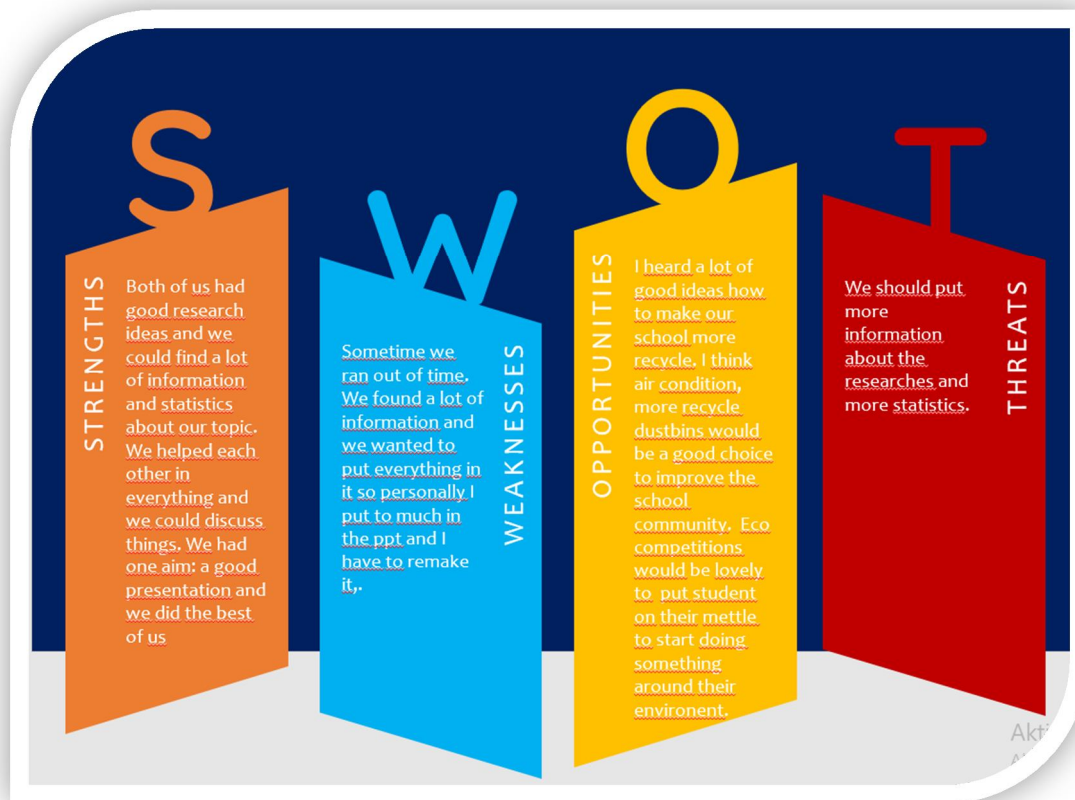 S
STRENGTHS
Both of us had
good research
ideas and we
could find a lot
of information
and statistics
about our topic.
We helped each
other in
everything and
we could discuss
things. We had
one aim: a good
presentation and
we did the best
of us
W
WEAKNESSES
Sometime we
ran out of time.
We found a lot of
information and
we wanted to
put everything in
it so personally I
put to much in
the ppt and I
have to remake
it,.
O
OPPORTUNITIES
I heard a lot of
good ideas how
to make our
school more
recycle. I think
air condition,
more recycle
dustbins would
be a good choice
to improve the
school
community.  Eco
competitions
would be lovely
to  put student
on their mettle
to start doing
something
around their
environent.
T
THREATS
We should put
more
information
about the
researches and
more statistics.